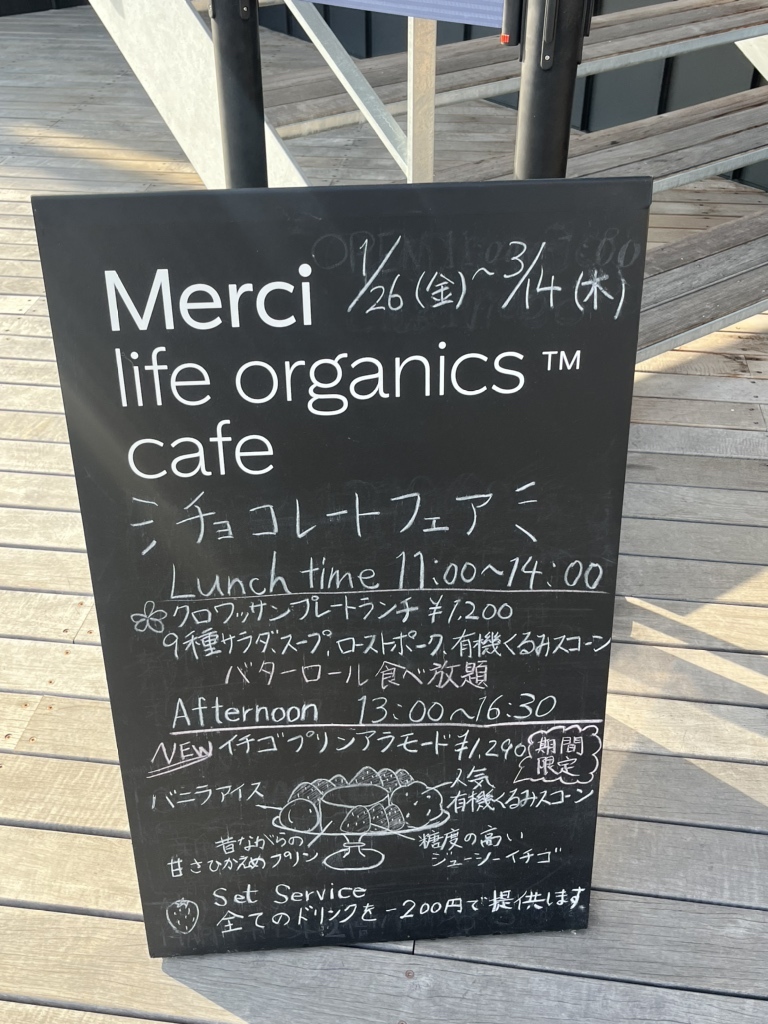 1/26(金)~3/14(木)
Merci
life organics ™
cafe
チョコレートフェア
Lunch time 11:00~14:00
クロワッサンプレートランチ ¥1,200
9種サラダ、スープ、ローストポーク、有機くるみスコーン
バターロール食べ放題
Afternoon 13:00~16:30
NEW イチゴプリンアラモード ¥1,290 期間限定
バニラアイス
人気
有機くるみスコーン
昔ながらの
甘さひかえめプリン
糖度の高い
ジューシーイチゴ
Set Service
全てのドリンクを-200円で提供します